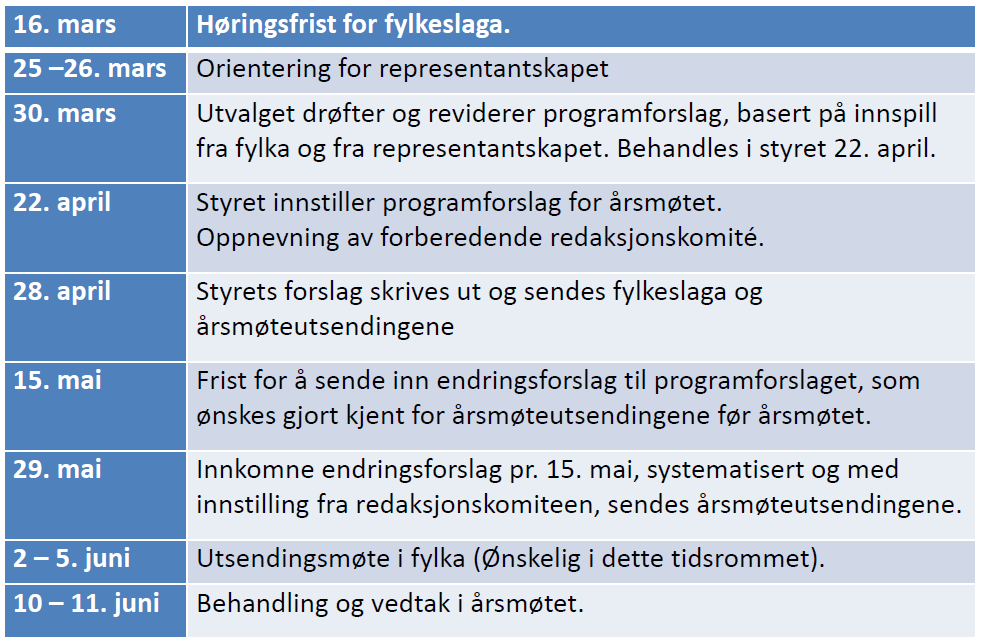 16. mars Høringsfrist for fylkeslaga.
25 –26. mars Orientering for representantskapet
30. mars Utvalget drøfter og reviderer programforslag, basert på innspill
fra fylka og fra representantskapet. Behandles i styret 22. april.
22. april Styret innstiller programforslag for årsmøtet.
Oppnevning av forberedende redaksjonskomité.
28. april Styrets forslag skrives ut og sendes fylkeslaga og
årsmøteutsendingene
15. mai Frist for å sende inn endringsforslag til programforslaget, som
ønskes gjort kjent for årsmøteutsendingene før årsmøtet.
29. mai Innkomne endringsforslag pr. 15. mai, systematisert og med
innstilling fra redaksjonskomiteen, sendes årsmøteutsendingene.
2 – 5. juni Utsendingsmøte i fylka (Ønskelig i dette tidsrommet).
10 – 11. juni Behandling og vedtak i årsmøtet.